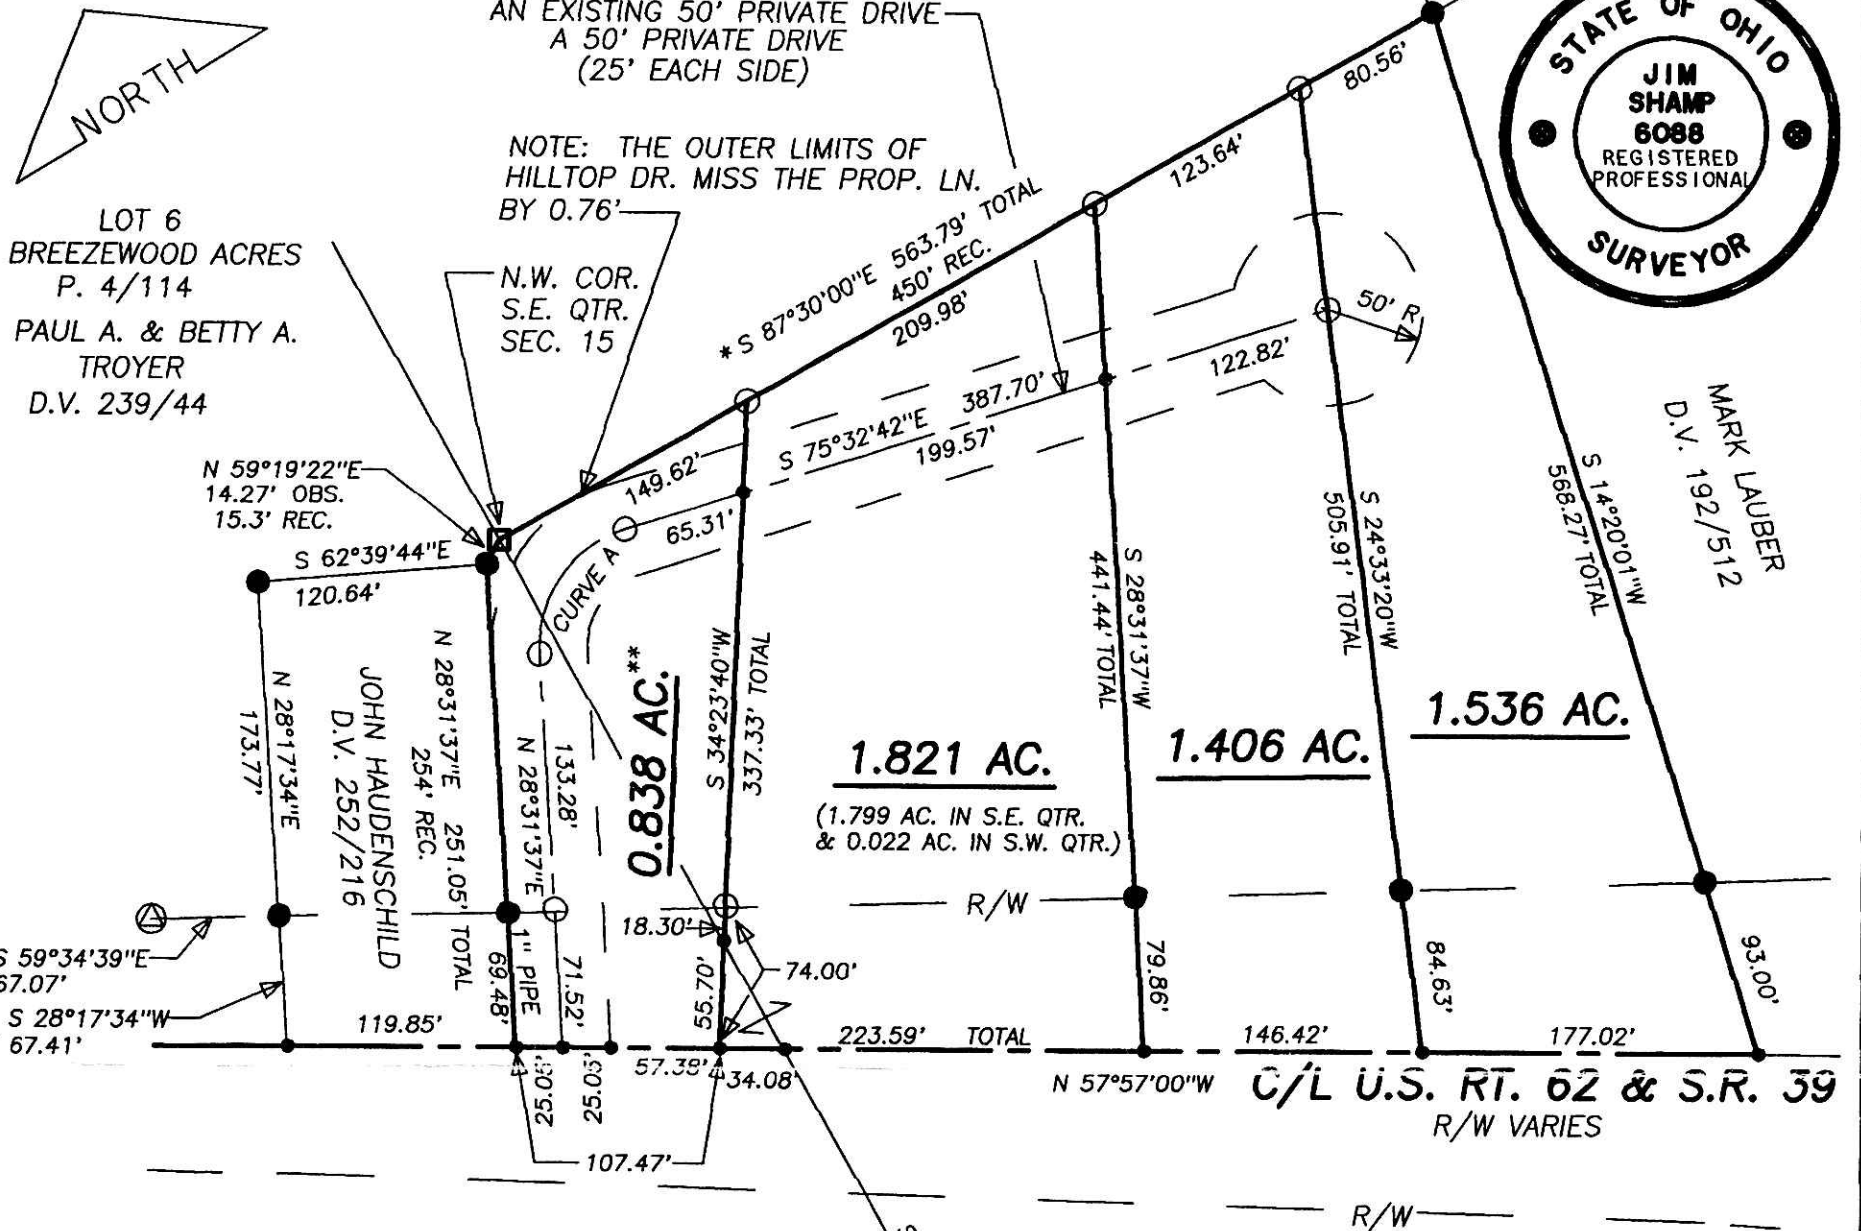 AN EXISTING 50' PRIVATE DRIVE
A 50' PRIVATE DRIVE
(25' EACH SIDE)
NORTH
NOTE: THE OUTER LIMITS OF
HILLTOP DR. MISS THE PROP. LN.
BY 0.76'
STATE OF OHIO
JIM
SHAMP
6088
REGISTERED
PROFESSIONAL
SURVEYOR
80.56'
123.64'
LOT 6
BREEZEWOOD ACRES
P. 4/114
PAUL A. & BETTY A.
TROYER
D.V. 239/44
N.W. COR.
S.E. QTR.
SEC. 15
* S 87°30'00"E 563.79' TOTAL
450' REC.
209.98'
50' R.
122.82'
S 75°32'42"E 387.70'
199.57'
149.62'
65.31'
CURVE A
MARK LAUBER
D.V. 192/512
N 59°19'22"E
14.27' OBS.
15.3' REC.
S 62°39'44"E
120.64'
N 28°17'34"E
173.77'
JOHN HAUDENSCHILD
D.V. 252/216
N 28°31'37"E 251.05' TOTAL
254' REC.
N 28°31'37"E
133.28'
0.838 AC.**
S 34°23'40"W
337.33' TOTAL
S 28°31'37"W
441.44' TOTAL
S 24°33'20"W
505.91' TOTAL
S 14°20'01"W
568.27' TOTAL
1.821 AC.
(1.799 AC. IN S.E. QTR.
& 0.022 AC. IN S.W. QTR.)
1.406 AC.
1.536 AC.
R/W
S 59°34'39"E
67.07'
S 28°17'34"W
67.41'
119.85'
69.48'
1" PIPE
71.52'
18.30'
55.70'
74.00'
79.86'
84.63'
93.00'
223.59' TOTAL
146.42'
177.02'
25.06'
25.03'
57.38'
34.08'
107.47'
N 57°57'00"W
C/L U.S. RT. 62 & S.R. 39
R/W VARIES
R/W